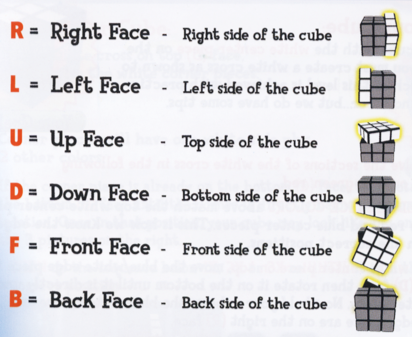 R = Right Face - Right side of the cube
L = Left Face - Left side of the cube
U = Up Face - Top side of the cube
D = Down Face - Bottom side of the cube
F = Front Face - Front side of the cube
B = Back Face - Back side of the cube